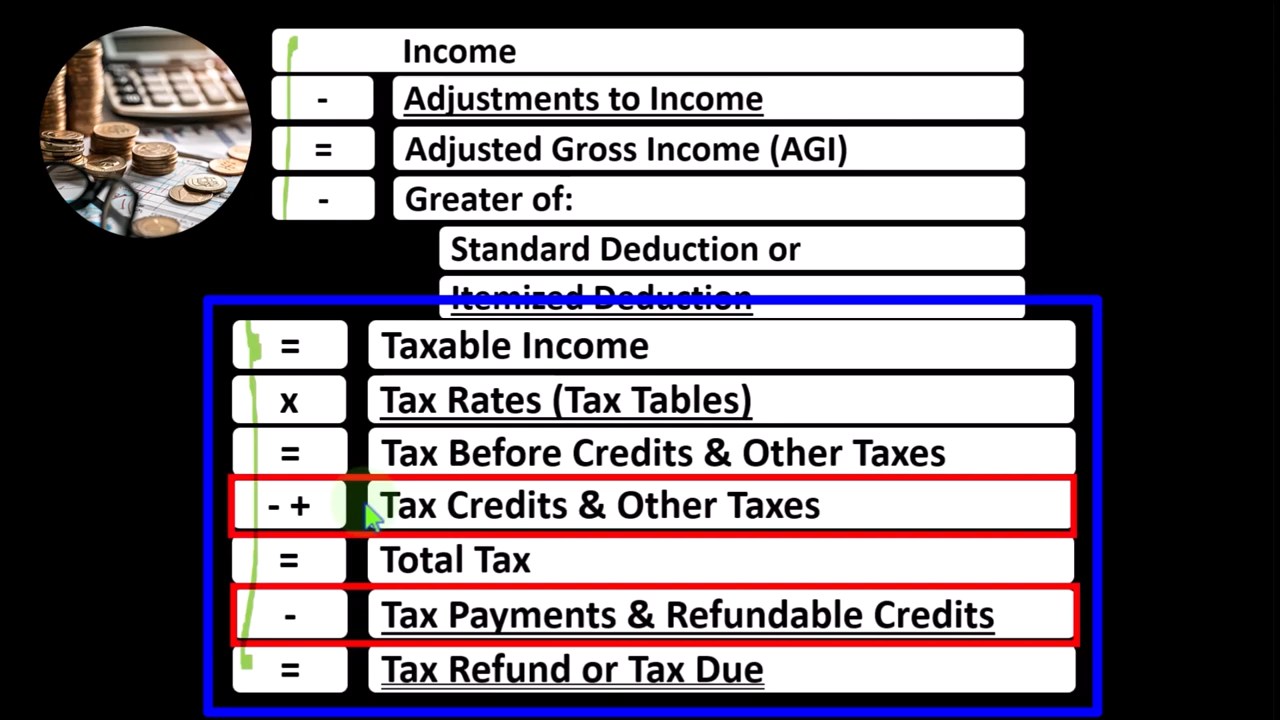 Income
- Adjustments to Income
= Adjusted Gross Income (AGI)
- Greater of:
Standard Deduction or
Itemized Deduction
= Taxable Income
x Tax Rates (Tax Tables)
= Tax Before Credits & Other Taxes
- + Tax Credits & Other Taxes
= Total Tax
- Tax Payments & Refundable Credits
= Tax Refund or Tax Due